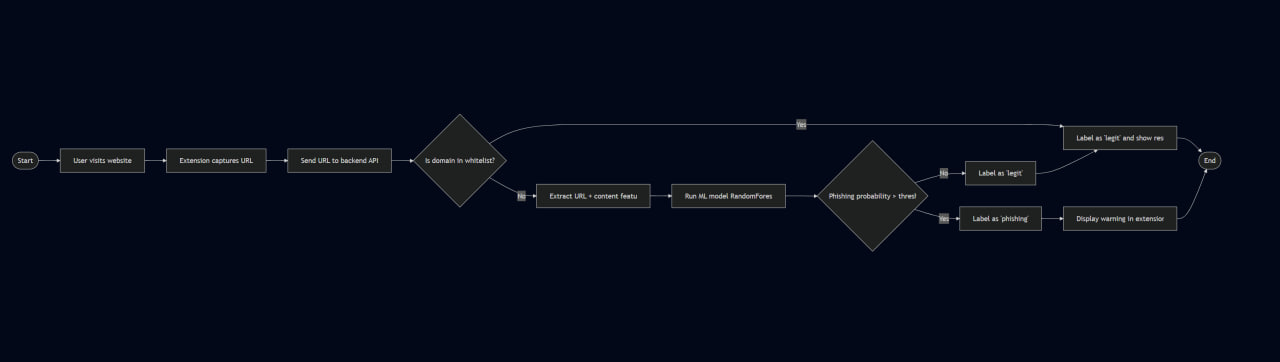 Start
User visits website
Extension captures URL
Send URL to backend API
Is domain in whitelist?
Yes
No
Extract URL + content featu
Run ML model RandomFores
Phishing probability > thresh
No
Label as 'legit'
Yes
Label as 'phishing'
Label as 'legit' and show res
Display warning in extension
End